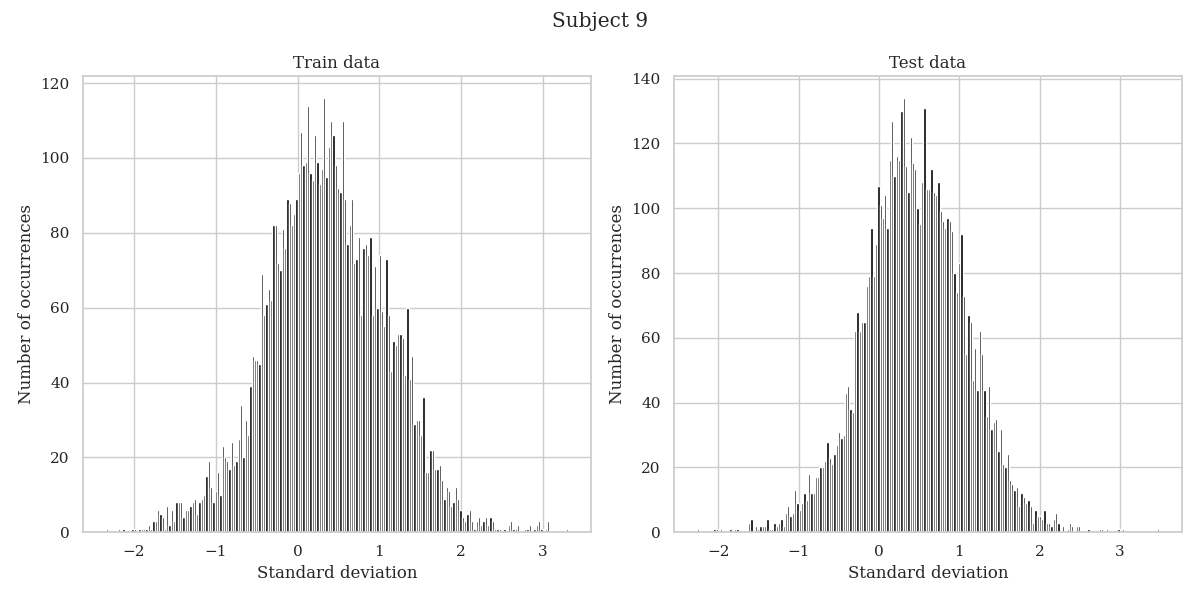 Subject 9
Train data
120
100
80
60
40
20
0
Number of occurrences
−2 −1 0 1 2 3
Standard deviation
Test data
140
120
100
80
60
40
20
0
Number of occurrences
−2 −1 0 1 2 3
Standard deviation